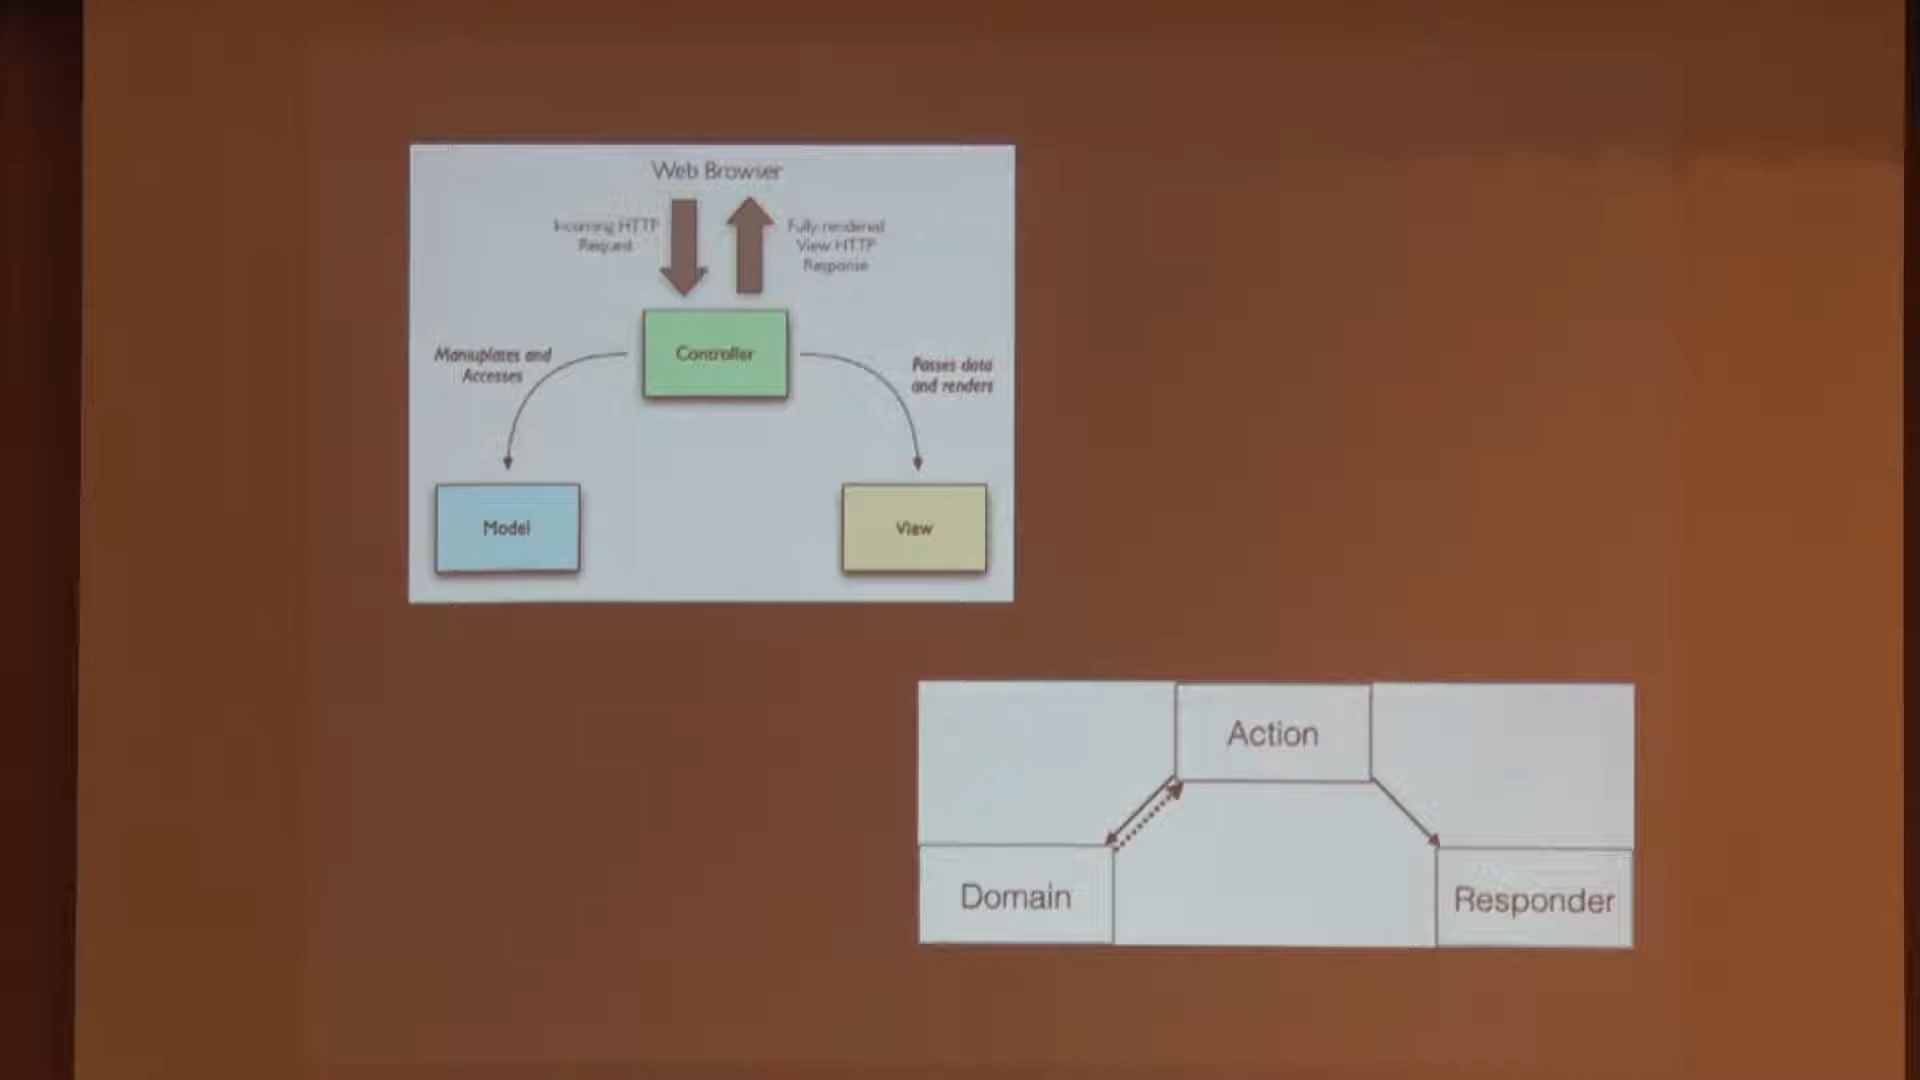 Web Browser
Incoming HTTP
Request
Fully rendered
View HTTP
Response
Controller
Maniuplates and
Accesses
Passes data
and renders
Model
View
Action
Domain
Responder